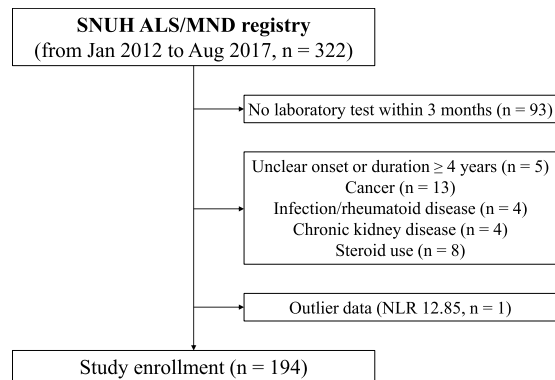 SNUH ALS/MND registry
(from Jan 2012 to Aug 2017, n = 322)
No laboratory test within 3 months (n = 93)
Unclear onset or duration ≥ 4 years (n = 5)
Cancer (n = 13)
Infection/rheumatoid disease (n = 4)
Chronic kidney disease (n = 4)
Steroid use (n = 8)
Outlier data (NLR 12.85, n = 1)
Study enrollment (n = 194)